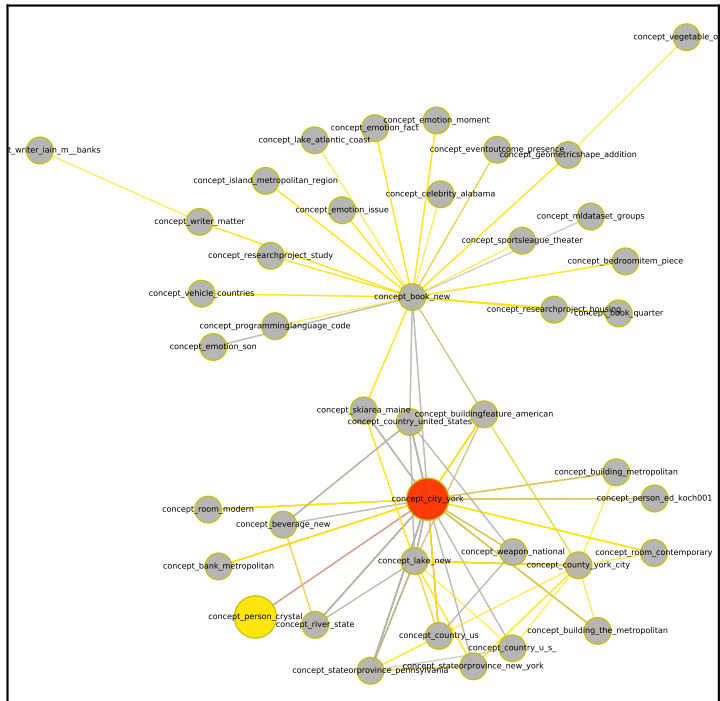 concept_vegetable_o
concept_emotion_moment
concept_emotion_fact
concept_lake_atlantic_coast
t_writer_iain_m__banks
concept_eventoutcome_presence
concept_geometricshape_addition
concept_island_metropolitan_region
concept_celebrity_alabama
concept_emotion_issue
concept_mldataset_groups
concept_writer_matter
concept_sportsleague_theater
concept_researchproject_study
concept_bedroomitem_piece
concept_vehicle_countries
concept_book_new
concept_researchproject_housing
concept_book_quarter
concept_programminglanguage_code
concept_emotion_son
concept_skiarea_maine
concept_buildingfeature_american
concept_country_united_states
concept_building_metropolitan
concept_city_york
concept_person_ed_koch001
concept_room_modern
concept_beverage_new
concept_weapon_national
concept_room_contemporary
concept_lake_new
concept_county_york_city
concept_bank_metropolitan
concept_person_crystal
concept_river_state
concept_building_the_metropolitan
concept_country_us
concept_country_u_s_
concept_stateorprovince_new_york
concept_stateorprovince_pennsylvania